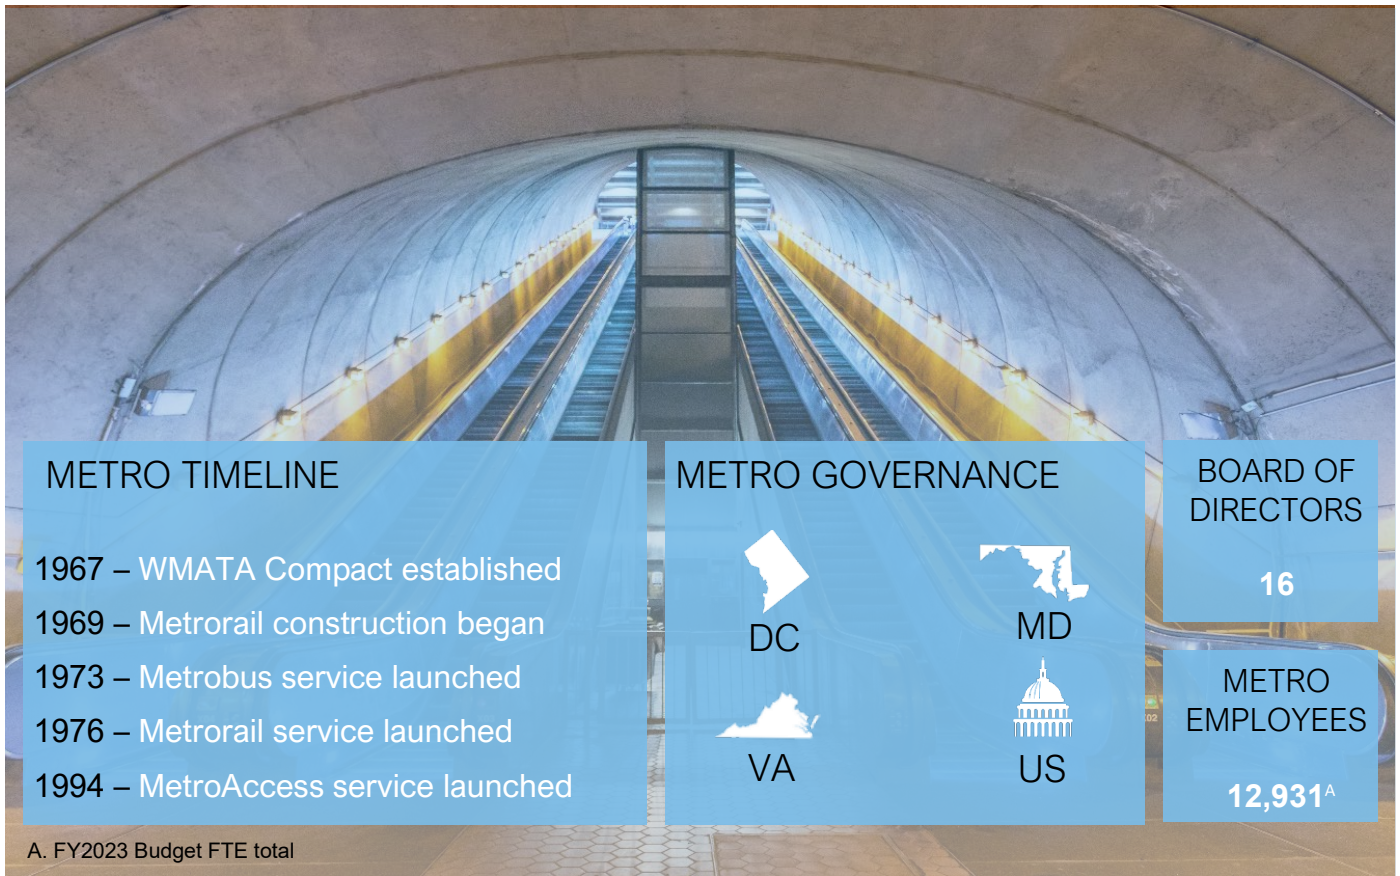 METRO TIMELINE
1967 – WMATA Compact established
1969 – Metrorail construction began
1973 – Metrobus service launched
1976 – Metrorail service launched
1994 – MetroAccess service launched
METRO GOVERNANCE
DC
MD
VA
US
BOARD OF
DIRECTORS
16
METRO
EMPLOYEES
12,931ᴬ
A. FY2023 Budget FTE total